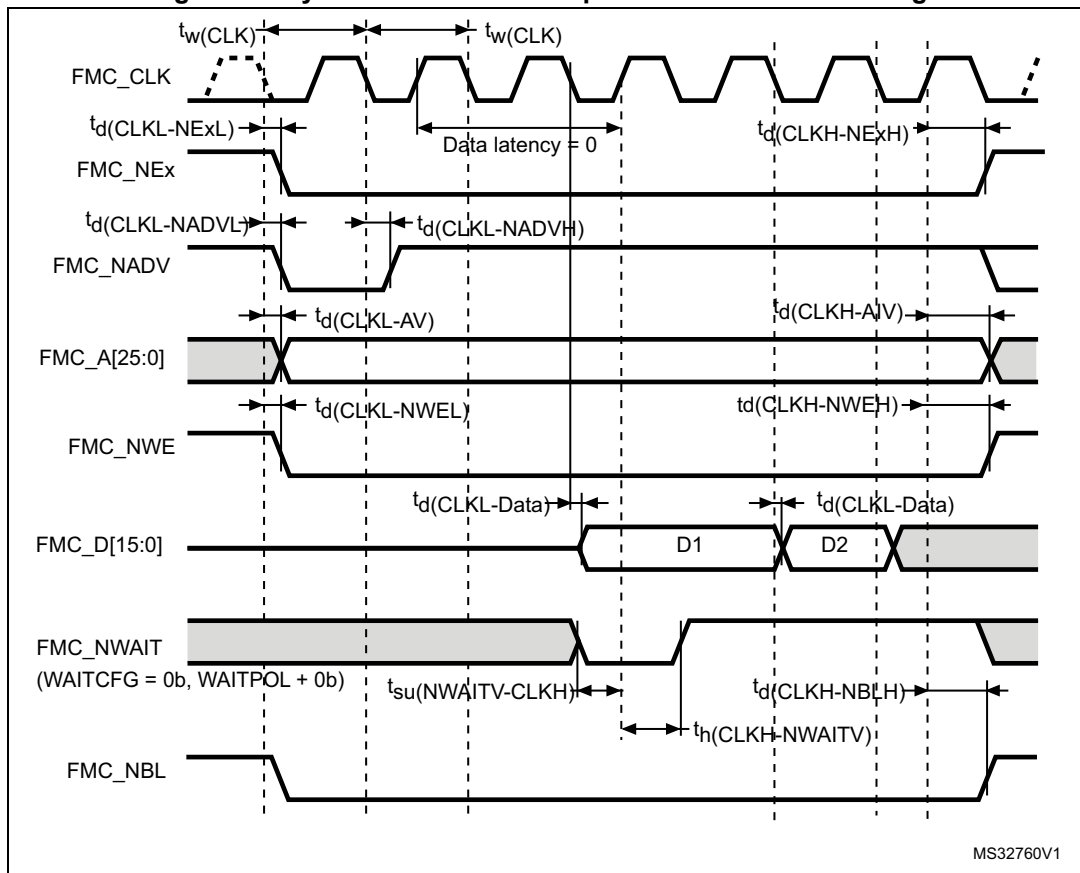 tw(CLK) tw(CLK)
FMC_CLK
td(CLKL-NExL) Data latency = 0 td(CLKH-NExH)
FMC_NEx
td(CLKL-NADVL) td(CLKL-NADVH)
FMC_NADV
td(CLKL-AV) td(CLKH-AIV)
FMC_A[25:0]
td(CLKL-NWEL) td(CLKH-NWEH)
FMC_NWE
td(CLKL-Data) td(CLKL-Data)
FMC_D[15:0] D1 D2
FMC_NWAIT
(WAITCFG = 0b, WAITPOL + 0b)
tsu(NWAITV-CLKH) td(CLKH-NBLH)
th(CLKH-NWAITV)
FMC_NBL
MS32760V1